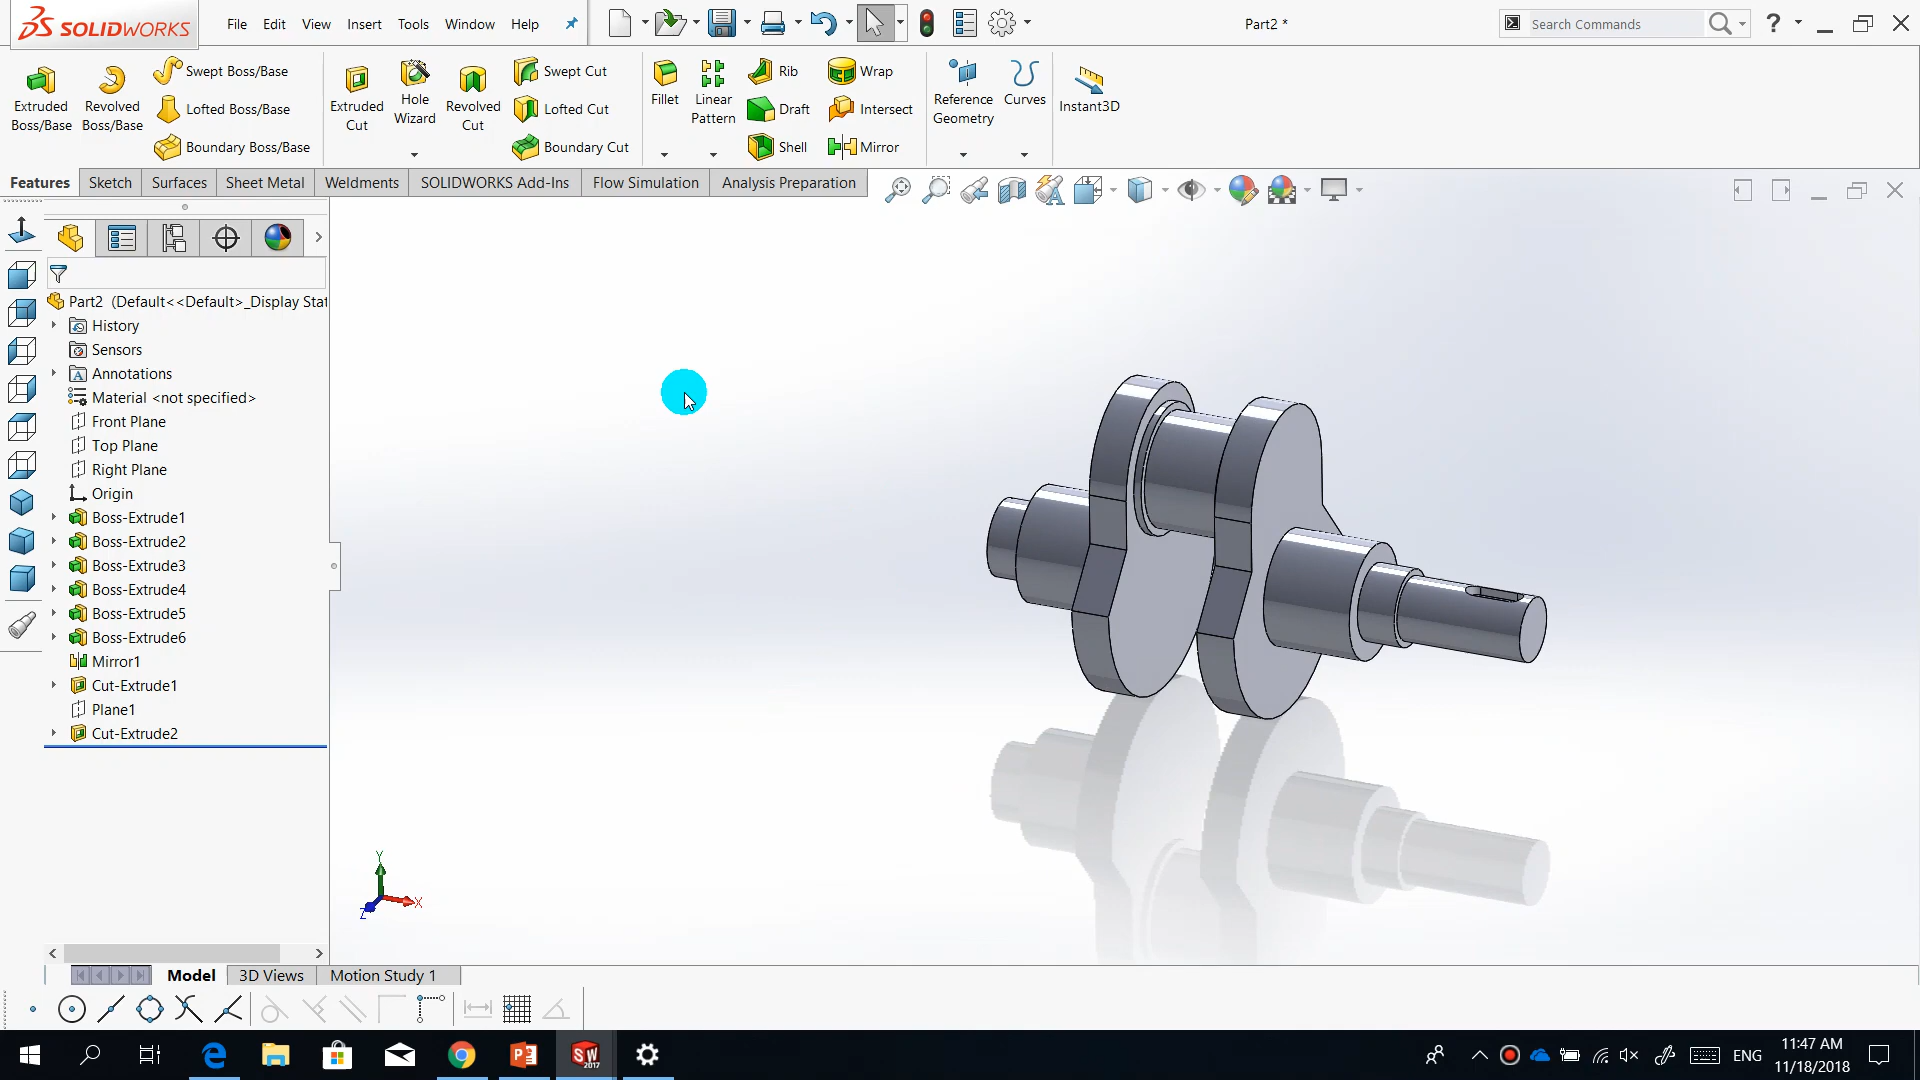 SOLIDWORKS
File Edit View Insert Tools Window Help
Part2 *
Search Commands
?
Extruded Boss/Base
Revolved Boss/Base
Swept Boss/Base
Lofted Boss/Base
Boundary Boss/Base
Extruded Cut
Hole Wizard
Revolved Cut
Swept Cut
Lofted Cut
Boundary Cut
Fillet
Linear Pattern
Rib
Draft
Shell
Wrap
Intersect
Mirror
Reference Geometry
Curves
Instant3D
Features Sketch Surfaces Sheet Metal Weldments SOLIDWORKS Add-Ins Flow Simulation Analysis Preparation
Part2 (Default<<Default>_Display Stat
History
Sensors
Annotations
Material <not specified>
Front Plane
Top Plane
Right Plane
Origin
Boss-Extrude1
Boss-Extrude2
Boss-Extrude3
Boss-Extrude4
Boss-Extrude5
Boss-Extrude6
Mirror1
Cut-Extrude1
Plane1
Cut-Extrude2
Y
X
Z
Model 3D Views Motion Study 1
SW 2017
ENG
11:47 AM
11/18/2018